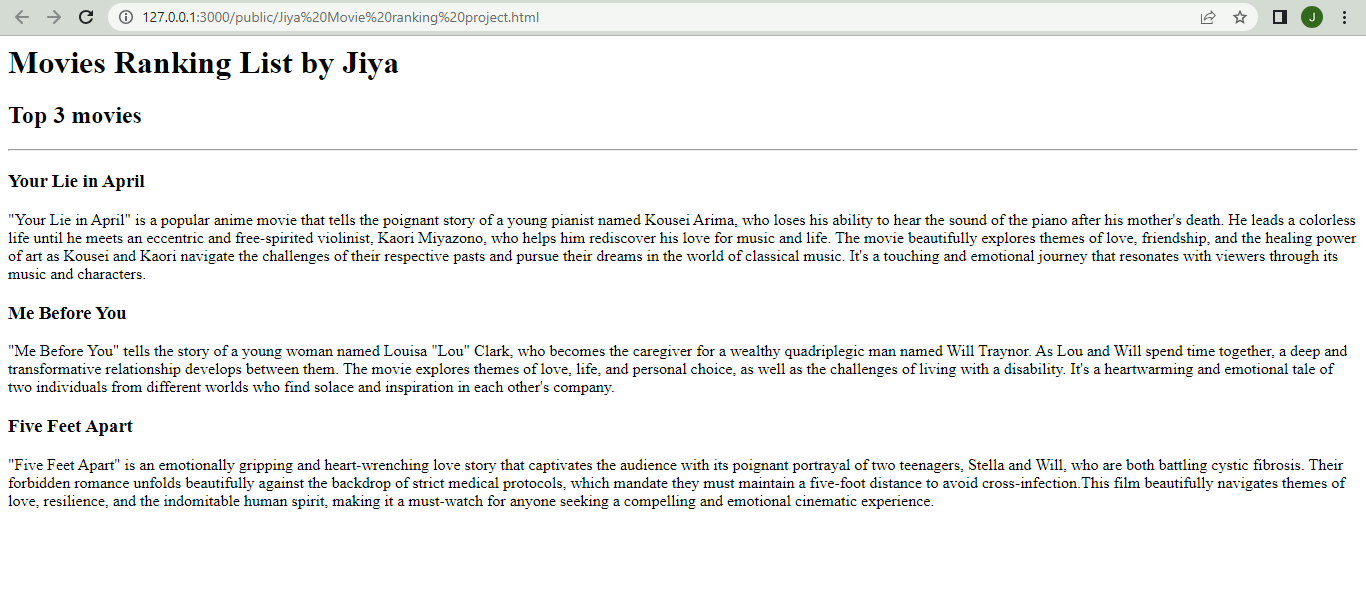 127.0.0.1:3000/public/Jiya%20Movie%20ranking%20project.html
J
Movies Ranking List by Jiya
Top 3 movies
Your Lie in April
"Your Lie in April" is a popular anime movie that tells the poignant story of a young pianist named Kousei Arima, who loses his ability to hear the sound of the piano after his mother's death. He leads a colorless
life until he meets an eccentric and free-spirited violinist, Kaori Miyazono, who helps him rediscover his love for music and life. The movie beautifully explores themes of love, friendship, and the healing power
of art as Kousei and Kaori navigate the challenges of their respective pasts and pursue their dreams in the world of classical music. It's a touching and emotional journey that resonates with viewers through its
music and characters.
Me Before You
"Me Before You" tells the story of a young woman named Louisa "Lou" Clark, who becomes the caregiver for a wealthy quadriplegic man named Will Traynor. As Lou and Will spend time together, a deep and
transformative relationship develops between them. The movie explores themes of love, life, and personal choice, as well as the challenges of living with a disability. It's a heartwarming and emotional tale of
two individuals from different worlds who find solace and inspiration in each other's company.
Five Feet Apart
"Five Feet Apart" is an emotionally gripping and heart-wrenching love story that captivates the audience with its poignant portrayal of two teenagers, Stella and Will, who are both battling cystic fibrosis. Their
forbidden romance unfolds beautifully against the backdrop of strict medical protocols, which mandate they must maintain a five-foot distance to avoid cross-infection.This film beautifully navigates themes of
love, resilience, and the indomitable human spirit, making it a must-watch for anyone seeking a compelling and emotional cinematic experience.